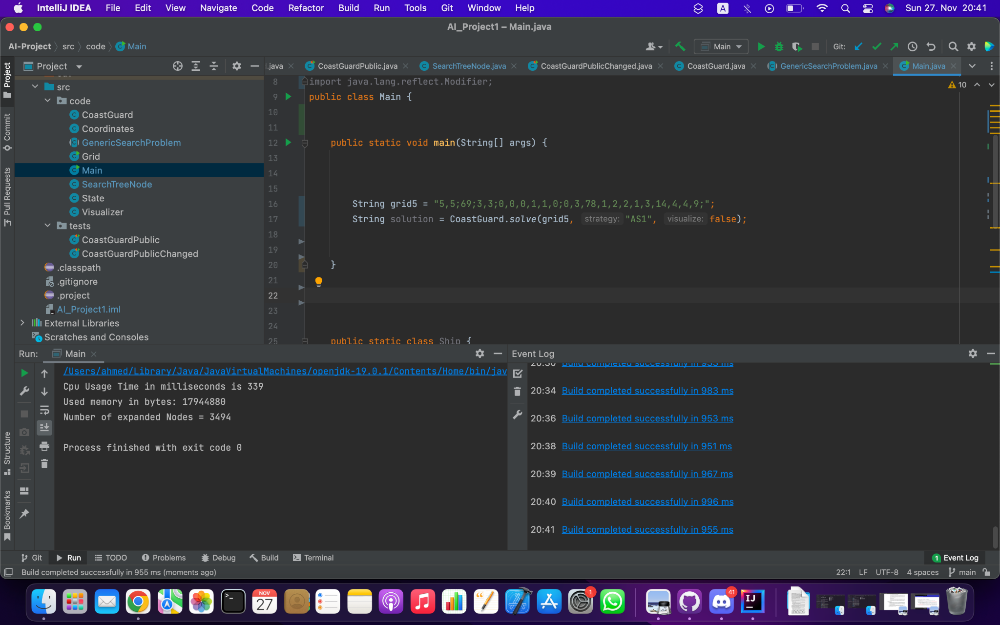 IntelliJ IDEA File Edit View Navigate Code Refactor Build Run Tools Git Window Help A Sun 27. Nov 20:41
AI_Project1 – Main.java
AI-Project src code Main Main Git:
Project .java CoastGuardPublic.java SearchTreeNode.java CoastGuardPublicChanged.java CoastGuard.java GenericSearchProblem.java Main.java
Project
Commit
Pull Requests
Structure
Bookmarks
src
code
CoastGuard
Coordinates
GenericSearchProblem
Grid
Main
SearchTreeNode
State
Visualizer
tests
CoastGuardPublic
CoastGuardPublicChanged
.classpath
.gitignore
.project
AI_Project1.iml
External Libraries
Scratches and Consoles
10
8 import java.lang.reflect.Modifier;
9 public class Main {
10
11
12 public static void main(String[] args) {
13
14
15
16 String grid5 = "5,5;69;3,3;0,0,0,1,1,0;0,3,78,1,2,2,1,3,14,4,4,9;";
17 String solution = CoastGuard.solve(grid5, strategy: "AS1", visualize: false);
18
19
20 }
21
22
23
24
25 public static class Ship {
Run: Main
/Users/ahmed/Library/Java/JavaVirtualMachines/openjdk-19.0.1/Contents/Home/bin/jav
Cpu Usage Time in milliseconds is 339
Used memory in bytes: 17944880
Number of expanded Nodes = 3494
Process finished with exit code 0
Event Log
20:30 Build completed successfully in 953 ms
20:34 Build completed successfully in 983 ms
20:36 Build completed successfully in 953 ms
20:38 Build completed successfully in 951 ms
20:39 Build completed successfully in 967 ms
20:40 Build completed successfully in 996 ms
20:41 Build completed successfully in 955 ms
Git Run TODO Problems Debug Build Terminal 1 Event Log
Build completed successfully in 955 ms (moments ago) 22:1 LF UTF-8 4 spaces main
NOV
27
1
41
IJ
DOCX